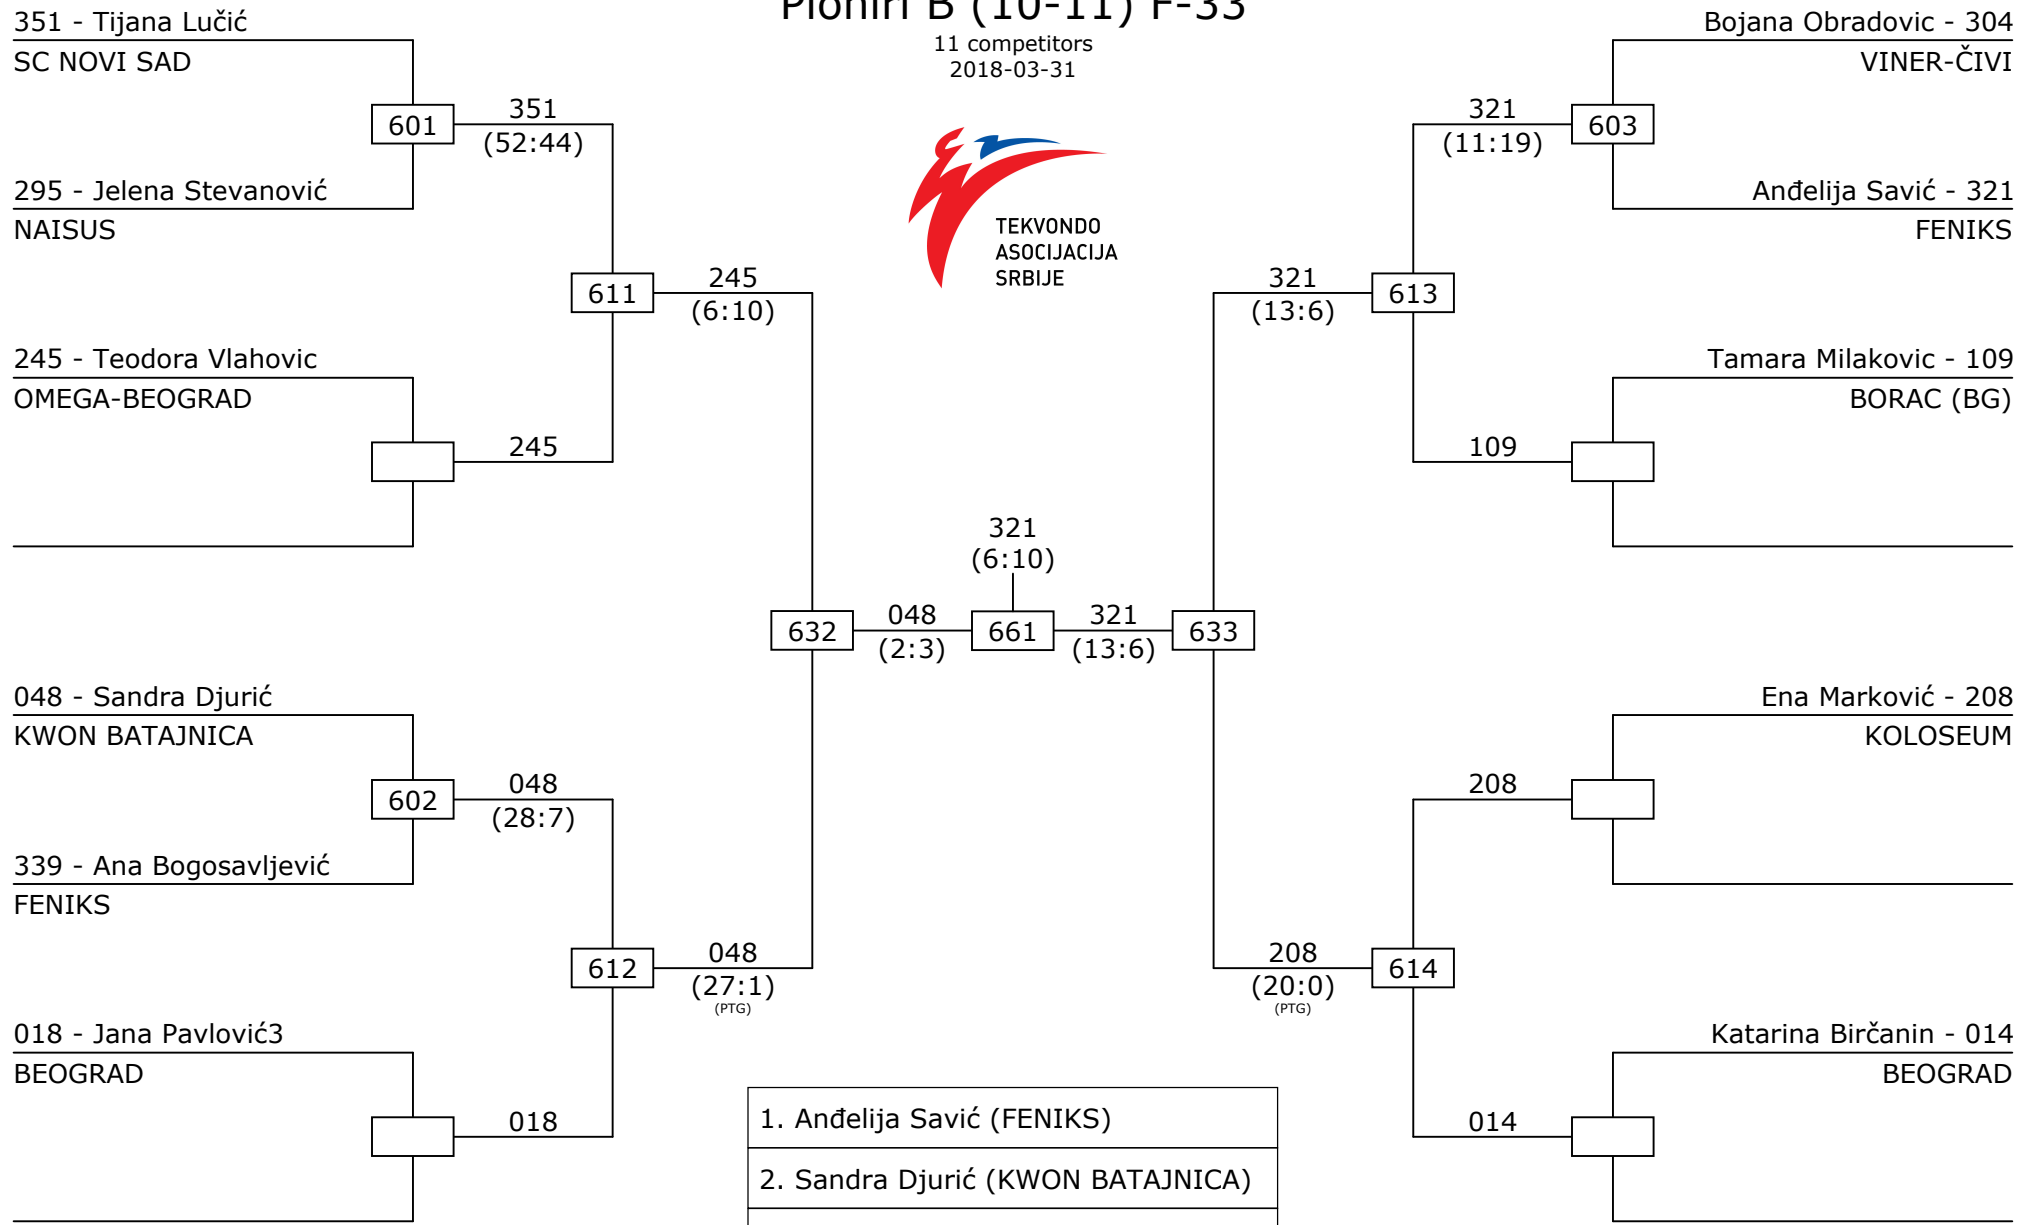 Pioniri B (10-11) F-33
11 competitors
2018-03-31
TEKVONDO
ASOCIJACIJA
SRBIJE
351 - Tijana Lučić
SC NOVI SAD
601
351
(52:44)
295 - Jelena Stevanović
NAISUS
611
245
(6:10)
245 - Teodora Vlahovic
OMEGA-BEOGRAD
245
632
048
(2:3)
048 - Sandra Djurić
KWON BATAJNICA
602
048
(28:7)
339 - Ana Bogosavljević
FENIKS
612
048
(27:1)
(PTG)
018 - Jana Pavlović3
BEOGRAD
018
321
(6:10)
661
Bojana Obradovic - 304
VINER-ČIVI
321
(11:19)
603
Anđelija Savić - 321
FENIKS
321
(13:6)
613
Tamara Milakovic - 109
BORAC (BG)
109
321
(13:6)
633
Ena Marković - 208
KOLOSEUM
208
208
(20:0)
(PTG)
614
Katarina Birčanin - 014
BEOGRAD
014
1. Anđelija Savić (FENIKS)
2. Sandra Djurić (KWON BATAJNICA)